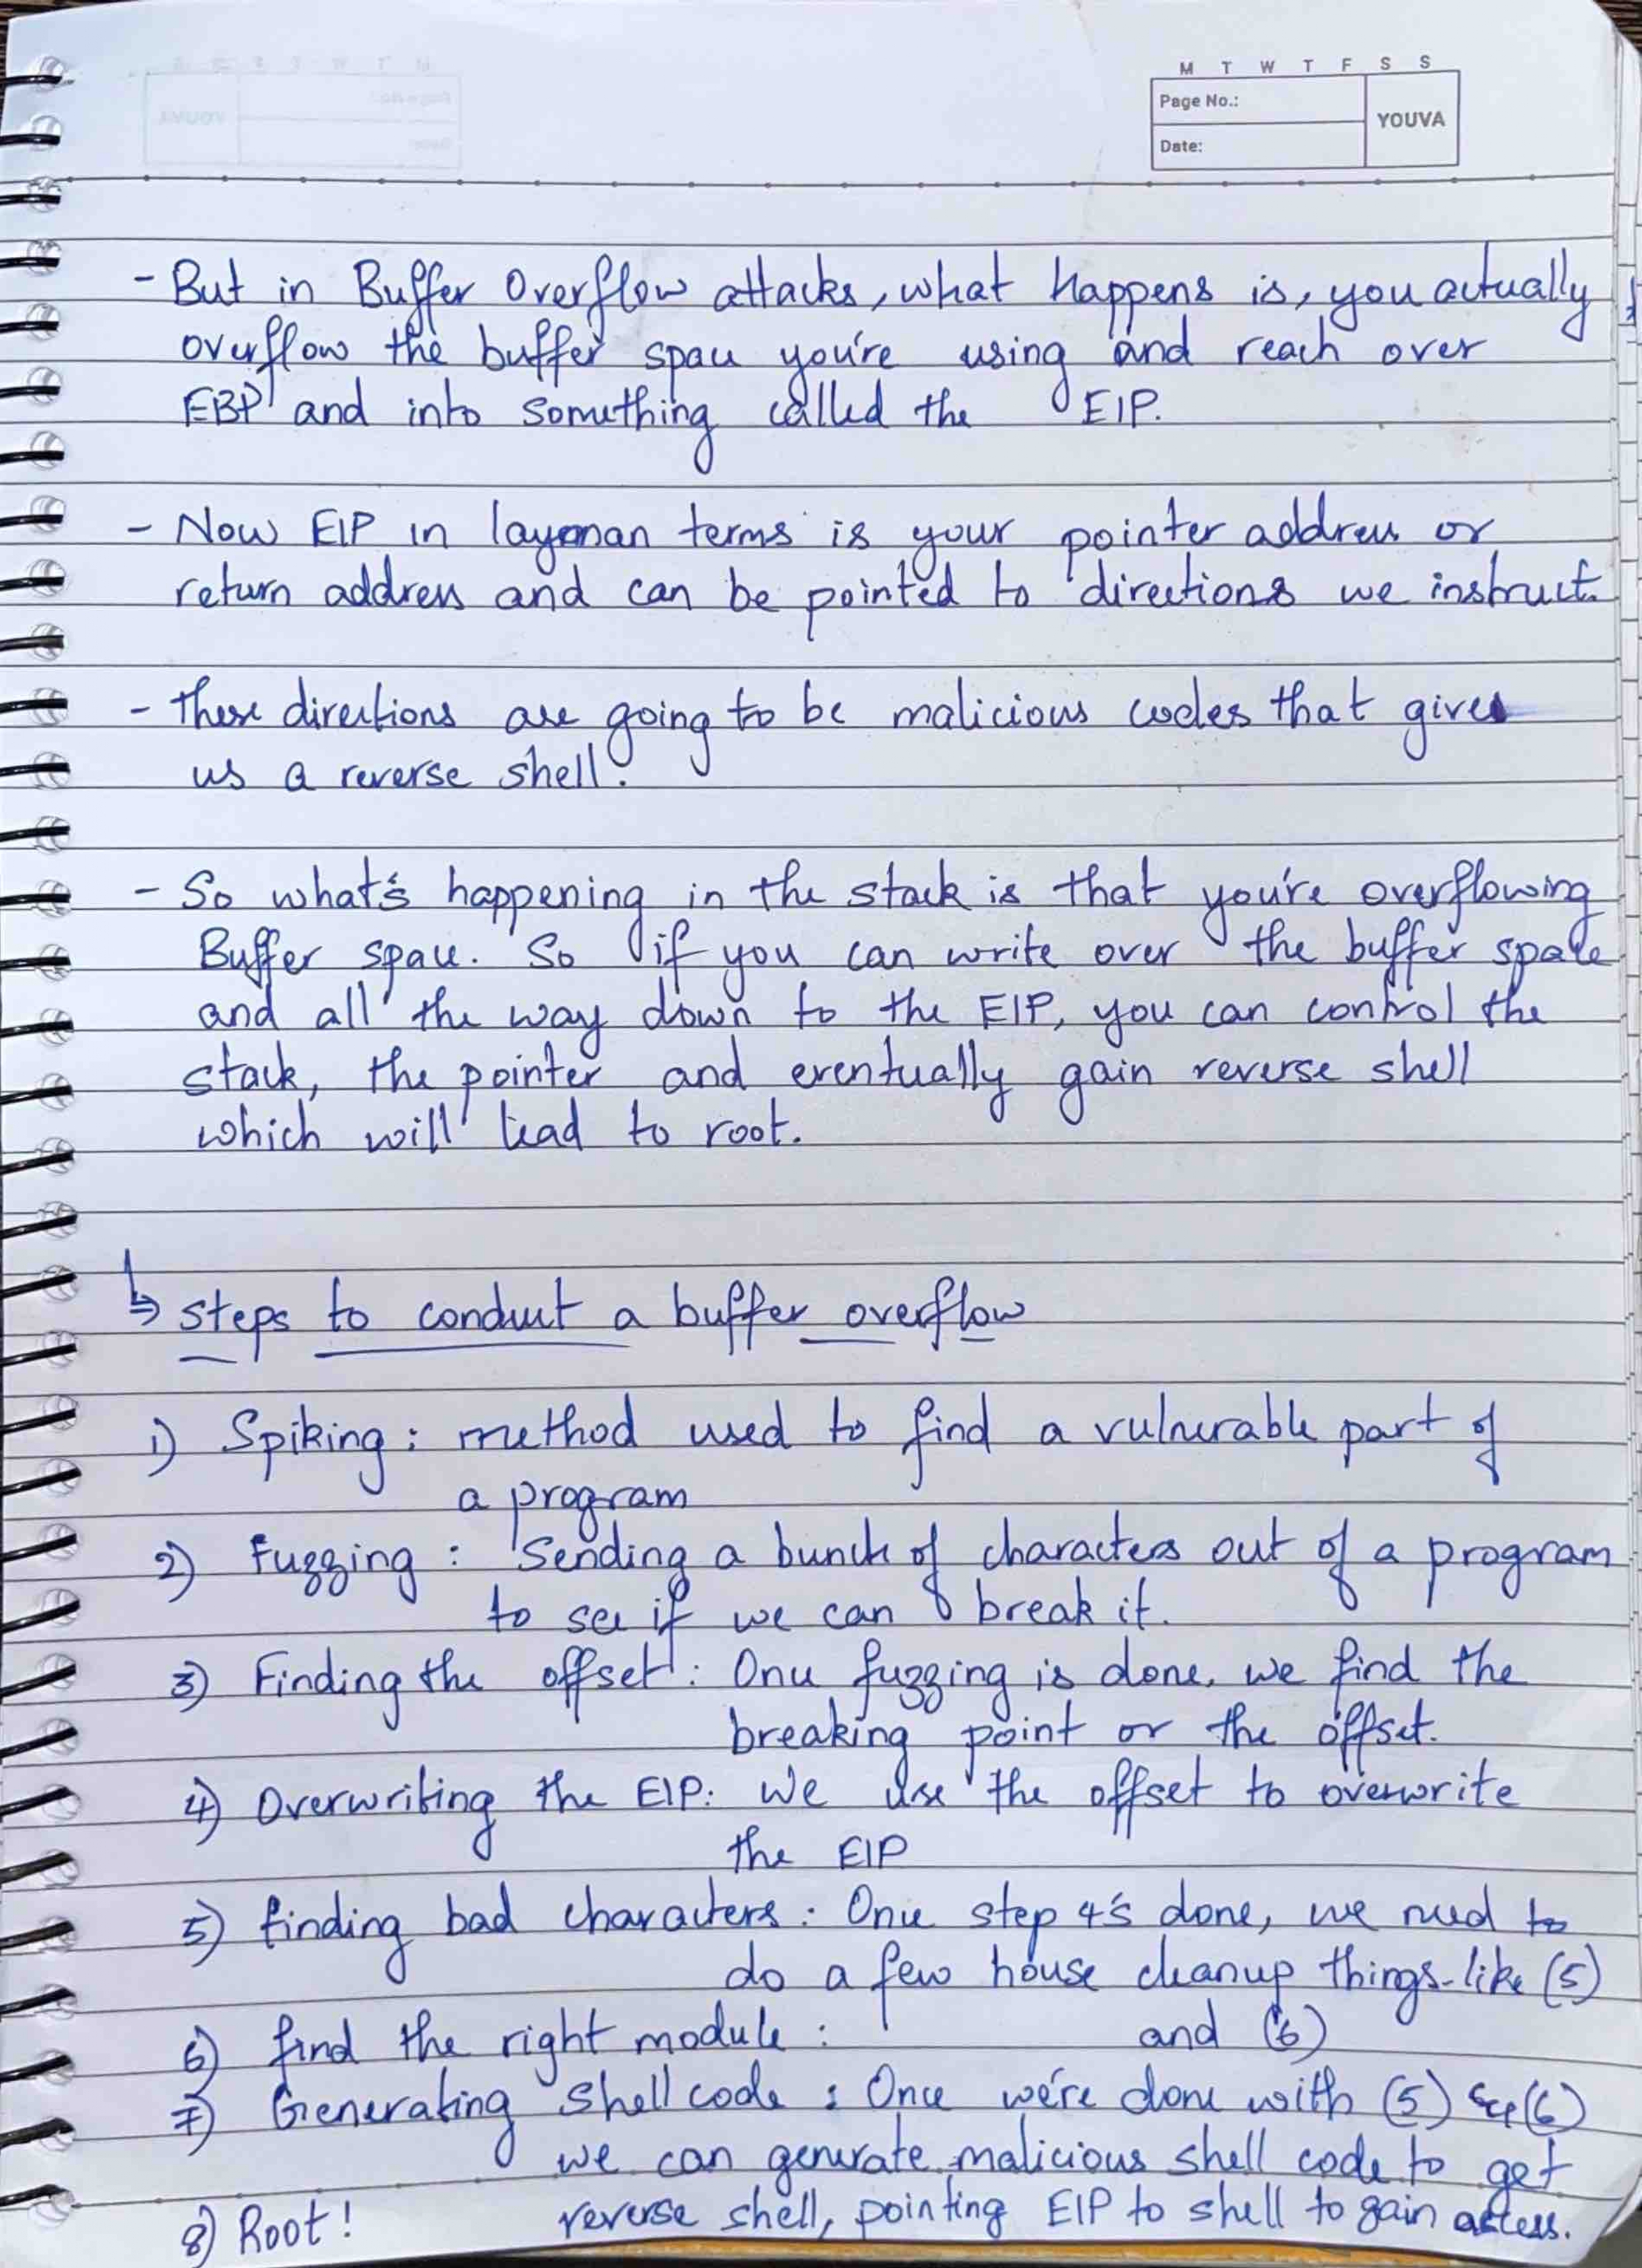 M T W T F S S
Page No.:
YOUVA
Date:
- But in Buffer Overflow attacks, what happens is, you actually
overflow the buffer space you're using and reach over
EBP and into something called the EIP.
- Now EIP in layman terms is your pointer address or
return address and can be pointed to directions we instruct.
- These directions are going to be malicious codes that gives
us a reverse shell.
- So what's happening in the stack is that you're overflowing
Buffer space. So if you can write over the buffer space
and all the way down to the EIP, you can control the
stack, the pointer and eventually gain reverse shell
which will lead to root.
↳ Steps to conduct a buffer overflow
1) Spiking : method used to find a vulnerable part of
a program
2) Fuzzing : Sending a bunch of characters out of a program
to see if we can break it.
3) Finding the offset : Once fuzzing is done, we find the
breaking point or the offset.
4) Overwriting the EIP: We use the offset to overwrite
the EIP
5) finding bad characters : Once step 4's done, we need to
do a few house cleanup things like (5)
6) find the right module : and (6)
7) Generating Shell code : Once we're done with (5) & (6)
we can generate malicious shell code to get
reverse shell, pointing EIP to shell to gain access.
8) Root!